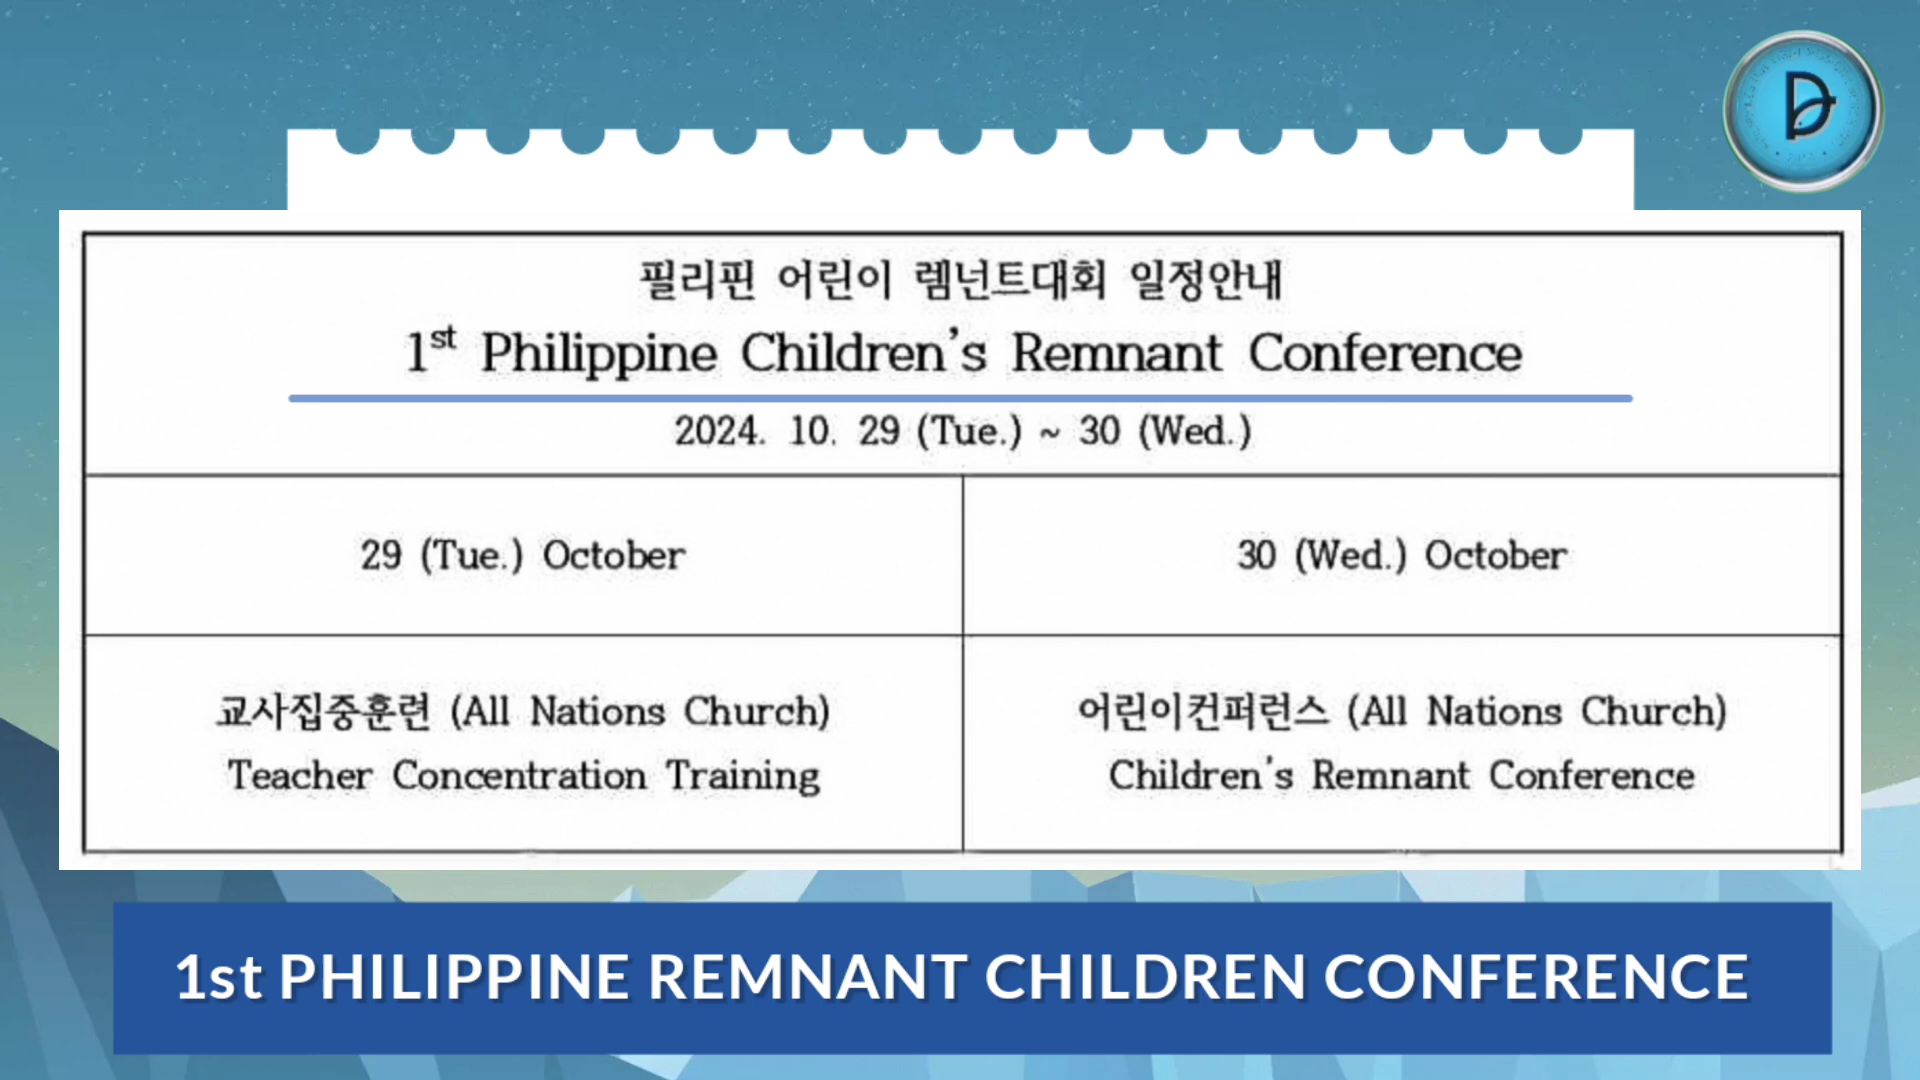 필리핀 어린이 렘넌트대회 일정안내
1st Philippine Children's Remnant Conference
2024. 10. 29 (Tue.) ~ 30 (Wed.)
29 (Tue.) October
30 (Wed.) October
교사집중훈련 (All Nations Church)
Teacher Concentration Training
어린이컨퍼런스 (All Nations Church)
Children's Remnant Conference
1st PHILIPPINE REMNANT CHILDREN CONFERENCE